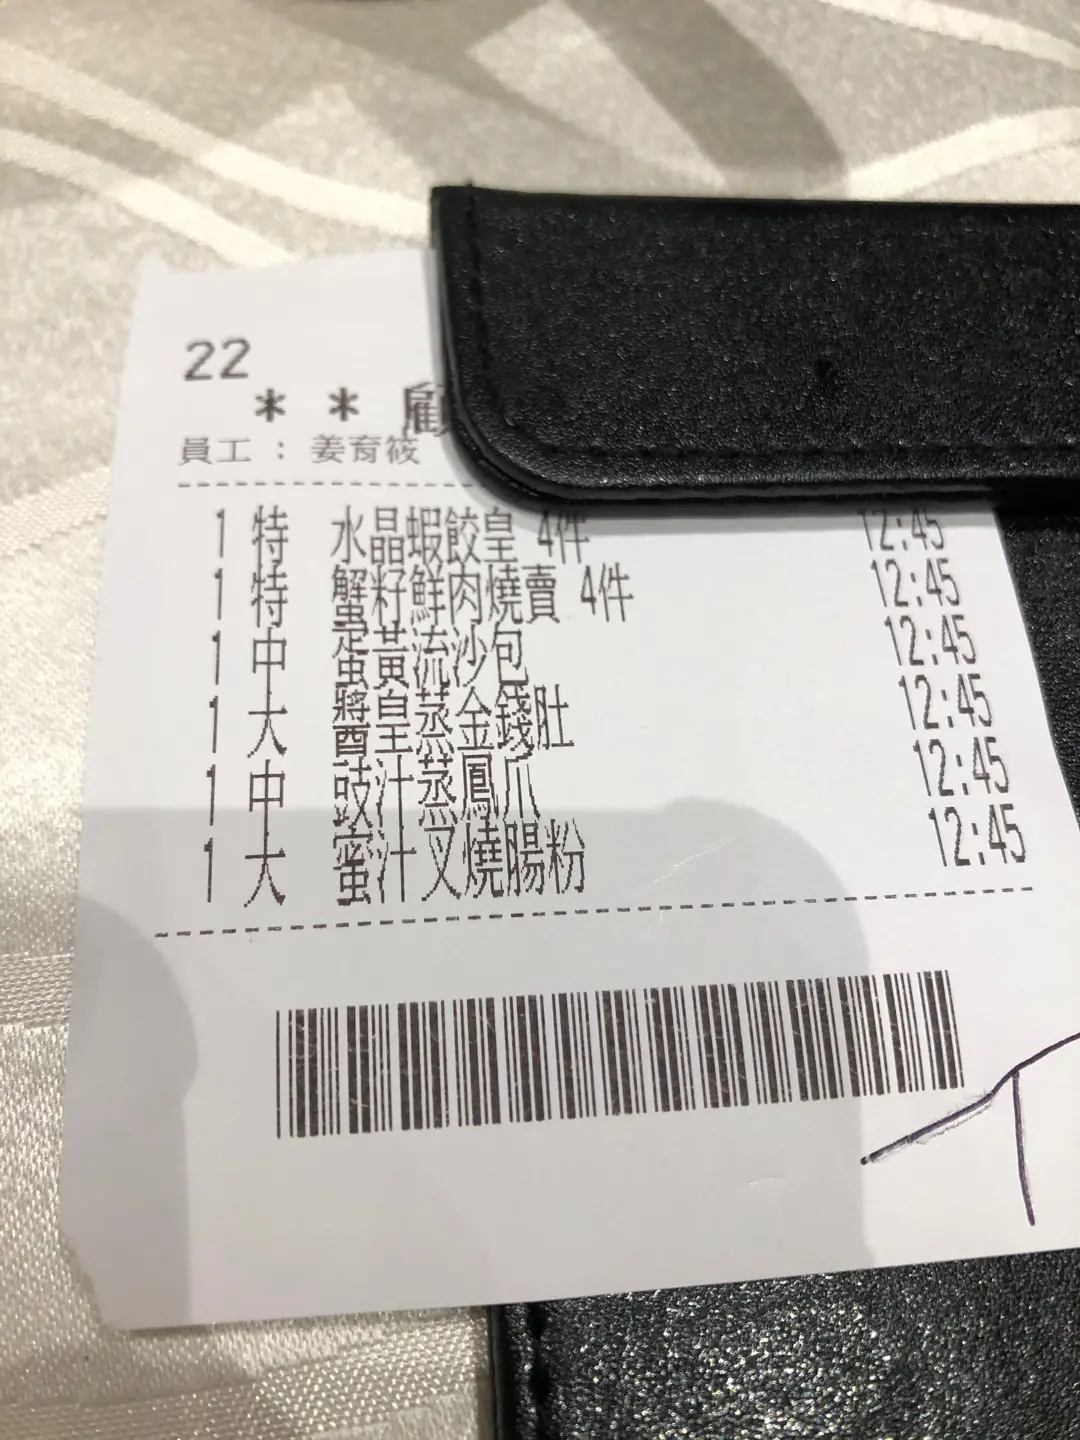 22
* * 顧
員工 : 姜育筱
1 特 水晶蝦餃皇 4件 12:45
1 特 蟹籽鮮肉燒賣 4件 12:45
1 中 蛋黃流沙包 12:45
1 大 醬皇蒸金錢肚 12:45
1 中 豉汁蒸鳳爪 12:45
1 大 蜜汁叉燒腸粉 12:45